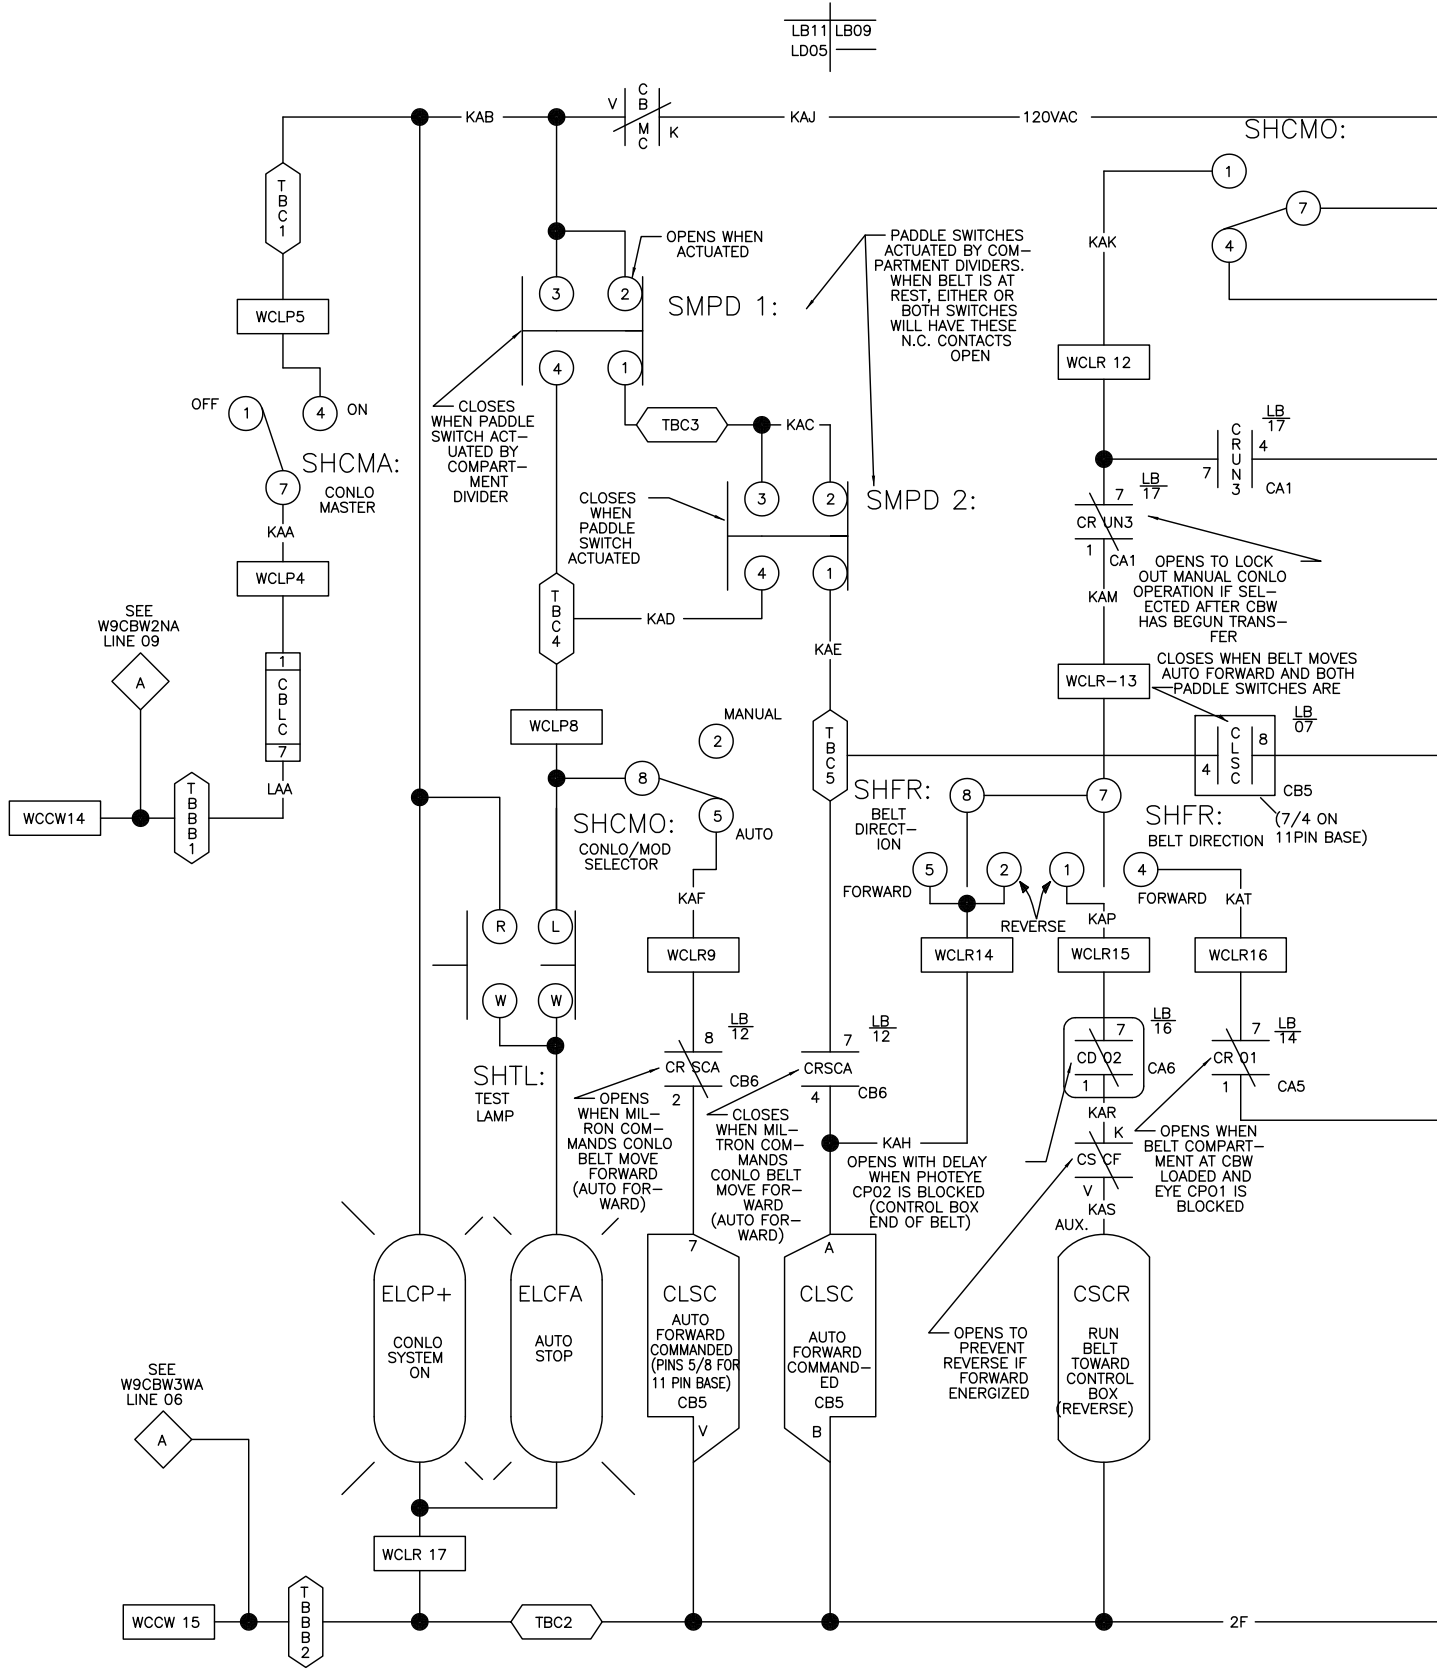 LB11 LB09
LD05
V
C
B
M
C
K
KAB
KAJ
120VAC
SHCMO:
1
7
4
T
B
C
1
WCLP5
OFF
1
4
ON
SHCMA:
7
CONLO
MASTER
KAA
WCLP4
1
C
B
L
C
7
LAA
SEE
W9CBW2NA
LINE 09
A
WCCW14
T
B
B
B
1
OPENS WHEN
ACTUATED
3
2
SMPD 1:
4
1
CLOSES
WHEN PADDLE
SWITCH ACT–
UATED BY
COMPART–
MENT
DIVIDER
PADDLE SWITCHES
ACTUATED BY COM–
PARTMENT DIVIDERS.
WHEN BELT IS AT
REST, EITHER OR
BOTH SWITCHES
WILL HAVE THESE
N.C. CONTACTS
OPEN
TBC3
KAC
3
2
SMPD 2:
4
1
CLOSES
WHEN
PADDLE
SWITCH
ACTUATED
T
B
C
4
KAD
KAE
WCLP8
MANUAL
2
8
5
AUTO
SHCMO:
CONLO/MOD
SELECTOR
T
B
C
5
KAK
WCLR 12
C
R
U
N
3
7
4
LB
17
CA1
7
LB
17
CR UN3
1
CA1
OPENS TO LOCK
OUT MANUAL CONLO
OPERATION IF SEL–
ECTED AFTER CBW
HAS BEGUN TRANS–
FER
KAM
WCLR–13
CLOSES WHEN BELT MOVES
AUTO FORWARD AND BOTH
PADDLE SWITCHES ARE
LB
07
C
L
S
C
4
8
CB5
(7/4 ON
11PIN BASE)
SHFR:
BELT
DIRECT–
ION
8
7
SHFR:
BELT DIRECTION
5
2
1
4
FORWARD
REVERSE
FORWARD
KAF
KAP
KAT
R
L
W
W
SHTL:
TEST
LAMP
WCLR9
WCLR14
WCLR15
WCLR16
8
LB
12
CR SCA
2
CB6
OPENS
WHEN MIL–
RON COM–
MANDS CONLO
BELT MOVE
FORWARD
(AUTO FOR–
WARD)
7
LB
12
CRSCA
4
CB6
CLOSES
WHEN MIL–
TRON COM–
MANDS
CONLO BELT
MOVE FOR–
WARD
(AUTO FOR–
WARD)
KAH
OPENS WITH DELAY
WHEN PHOTEYE
CP02 IS BLOCKED
(CONTROL BOX
END OF BELT)
7
LB
16
CD 02
1
CA6
KAR
K
CS CF
V
KAS
AUX.
7
LB
14
CR 01
1
CA5
OPENS WHEN
BELT COMPART–
MENT AT CBW
LOADED AND
EYE CP01 IS
BLOCKED
ELCP+
CONLO
SYSTEM
ON
ELCFA
AUTO
STOP
7
CLSC
AUTO
FORWARD
COMMANDED
(PINS 5/8 FOR
11 PIN BASE)
CB5
V
A
CLSC
AUTO
FORWARD
COMMAND–
ED
CB5
B
OPENS TO
PREVENT
REVERSE IF
FORWARD
ENERGIZED
CSCR
RUN
BELT
TOWARD
CONTROL
BOX
(REVERSE)
SEE
W9CBW3WA
LINE 06
A
WCLR 17
WCCW 15
T
B
B
B
2
TBC2
2F